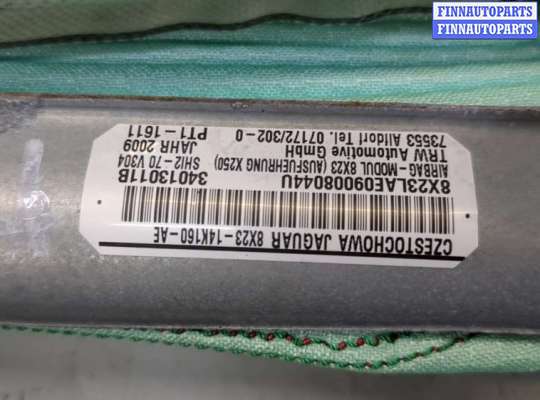 FINNAUTOPARTS
FINNAUTOPARTS
CZESTOCHOWA JAGUAR 8X23-14K160-AE
8X23LAE09008044U 34013011B
AIRBAG-MODUL 8X23 (AUSFUEHRUNG X250) SHI2-70 V304
TRW Automotive GmbH JAHR 2009
73553 Alldorf Tel. 07172/302-0 PT1-1611